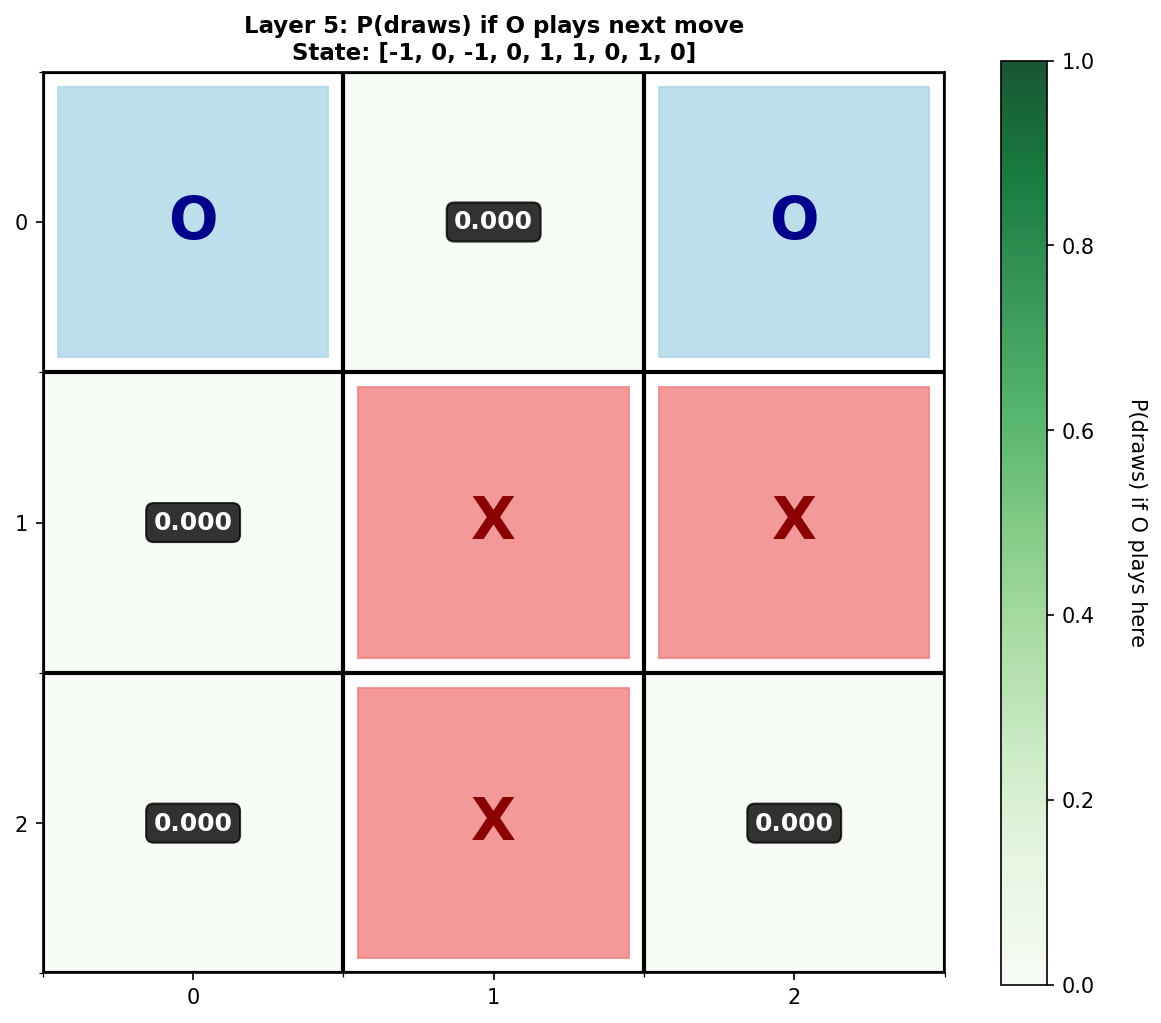 Layer 5: P(draws) if O plays next move
State: [-1, 0, -1, 0, 1, 1, 0, 1, 0]
0
O
0.000
O
1
0.000
X
X
2
0.000
X
0.000
0
1
2
1.0
0.8
0.6
0.4
0.2
0.0
P(draws) if O plays here